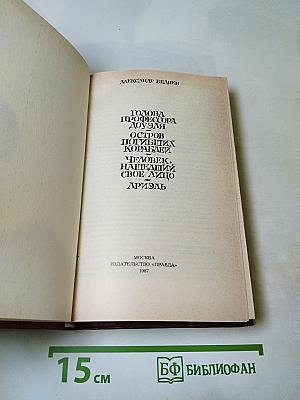 АЛЕКСАНДР БЕЛЯЕВ
ГОЛОВА
ПРОФЕССОРА
ДОУЭЛЯ
~
ОСТРОВ
ПОГИБШИХ
КОРАБЛЕЙ
~
ЧЕЛОВЕК,
НАШЕДШИЙ
СВОЕ ЛИЦО
~
АРИЭЛЬ
МОСКВА
ИЗДАТЕЛЬСТВО «ПРАВДА»
1987
15 см
БФ БИБЛИОФАН